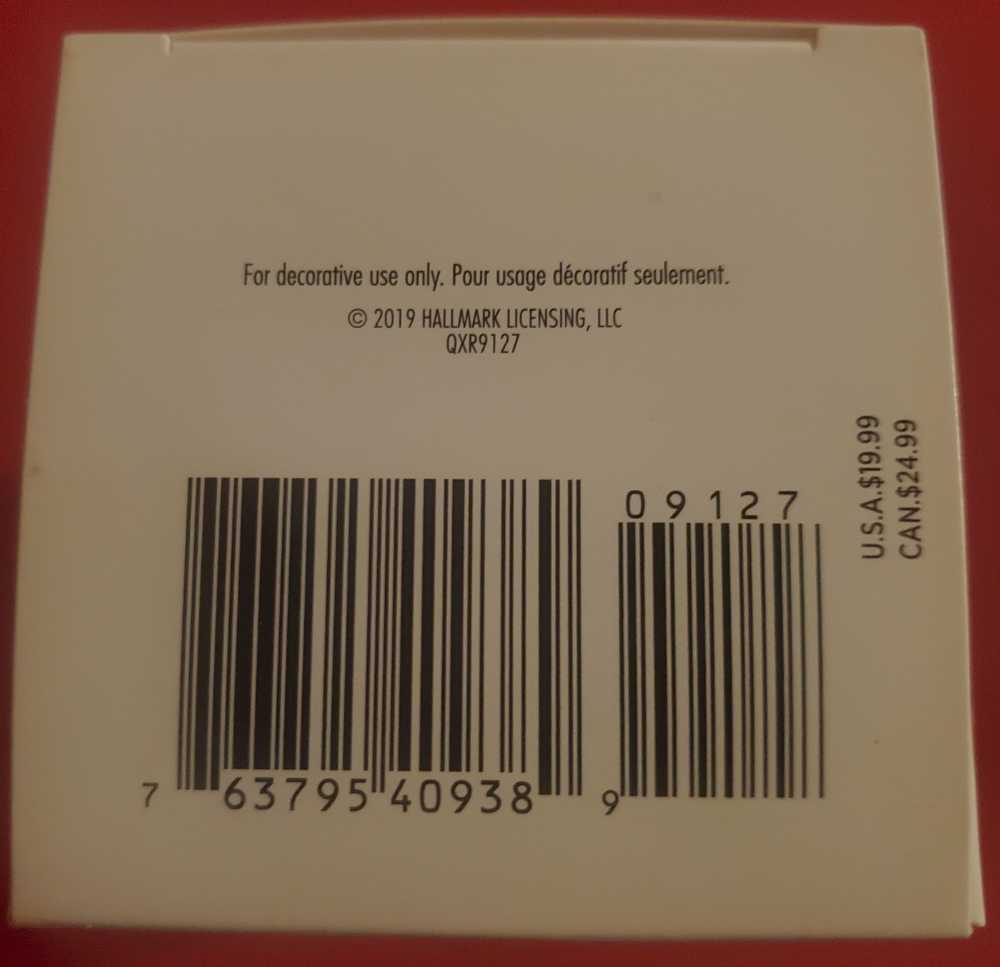 For decorative use only. Pour usage décoratif seulement.
© 2019 HALLMARK LICENSING, LLC
QXR9127
09127
U.S.A.$19.99
CAN.$24.99
7 63795 40938 9